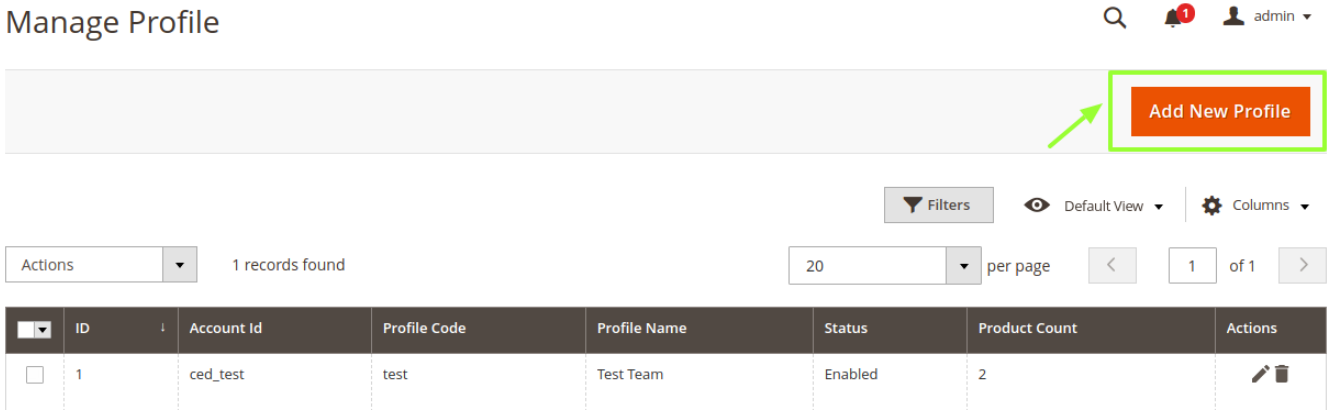 Manage Profile
1
admin
Add New Profile
Filters
Default View
Columns
Actions
1 records found
20
per page
1
of 1
ID ↓ Account Id Profile Code Profile Name Status Product Count Actions
1 ced_test test Test Team Enabled 2